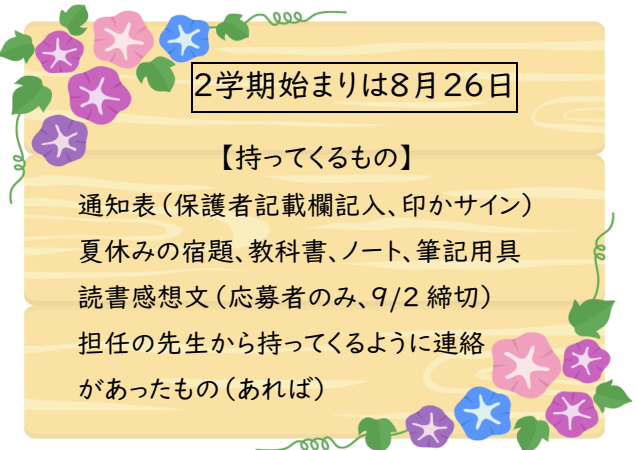 2学期始まりは8月26日
【持ってくるもの】
通知表（保護者記載欄記入、印かサイン）
夏休みの宿題、教科書、ノート、筆記用具
読書感想文（応募者のみ、9/2 締切）
担任の先生から持ってくるように連絡
があったもの（あれば）